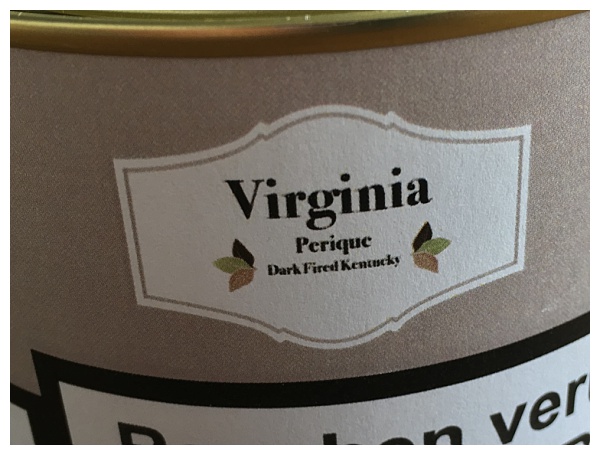 Virginia
Perique
Dark Fired Kentucky